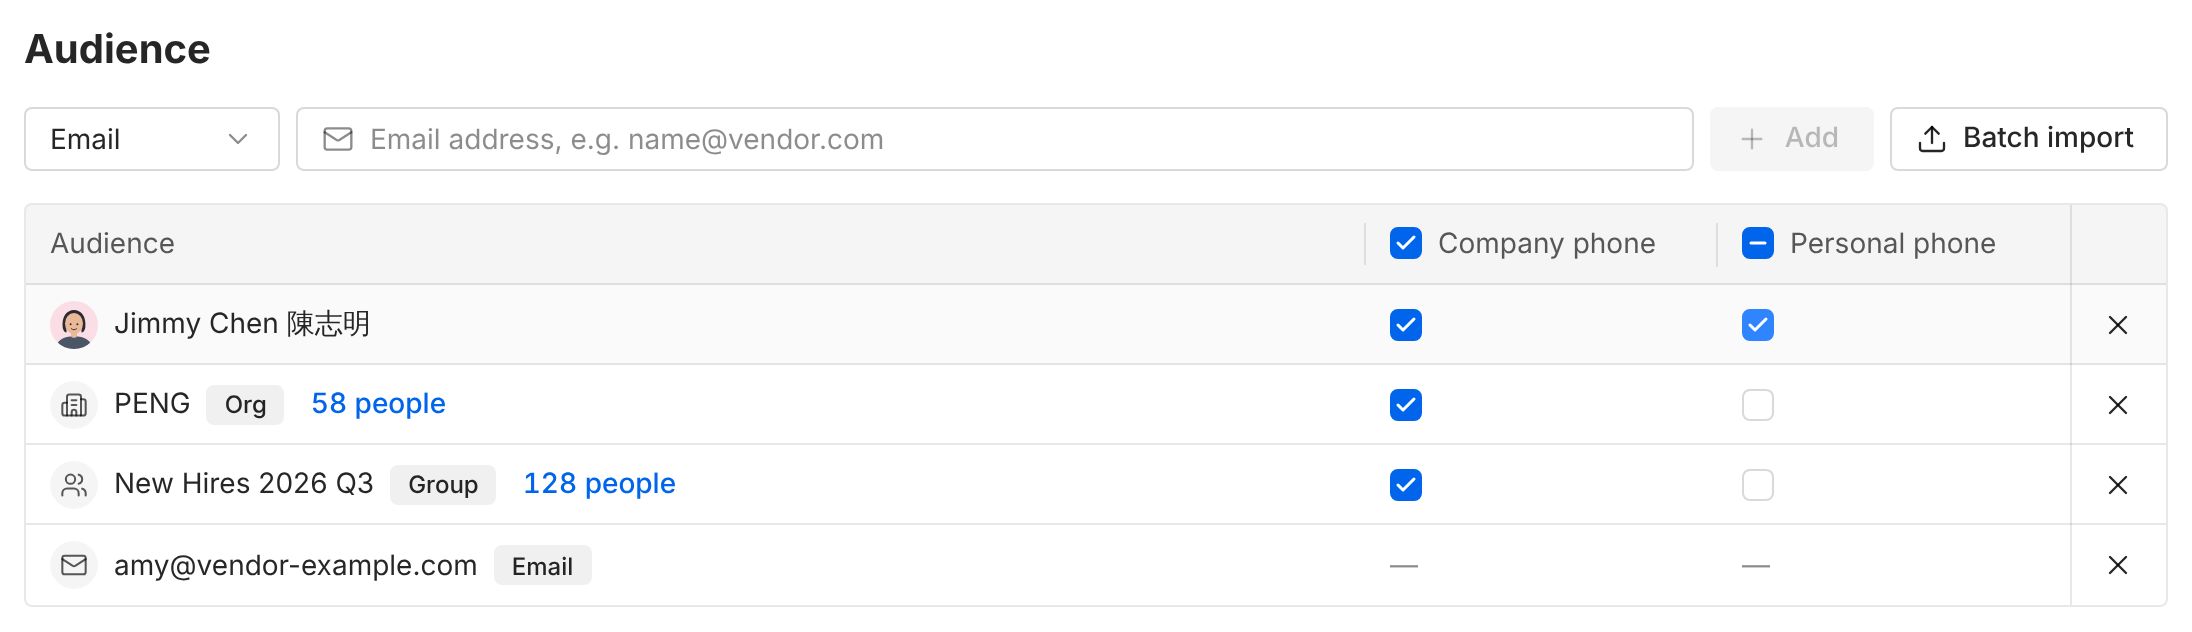 Audience
Email
Email address, e.g. name@vendor.com
Add
Batch import
Audience
Company phone
Personal phone
Jimmy Chen 陳志明
PENG Org 58 people
New Hires 2026 Q3 Group 128 people
amy@vendor-example.com Email